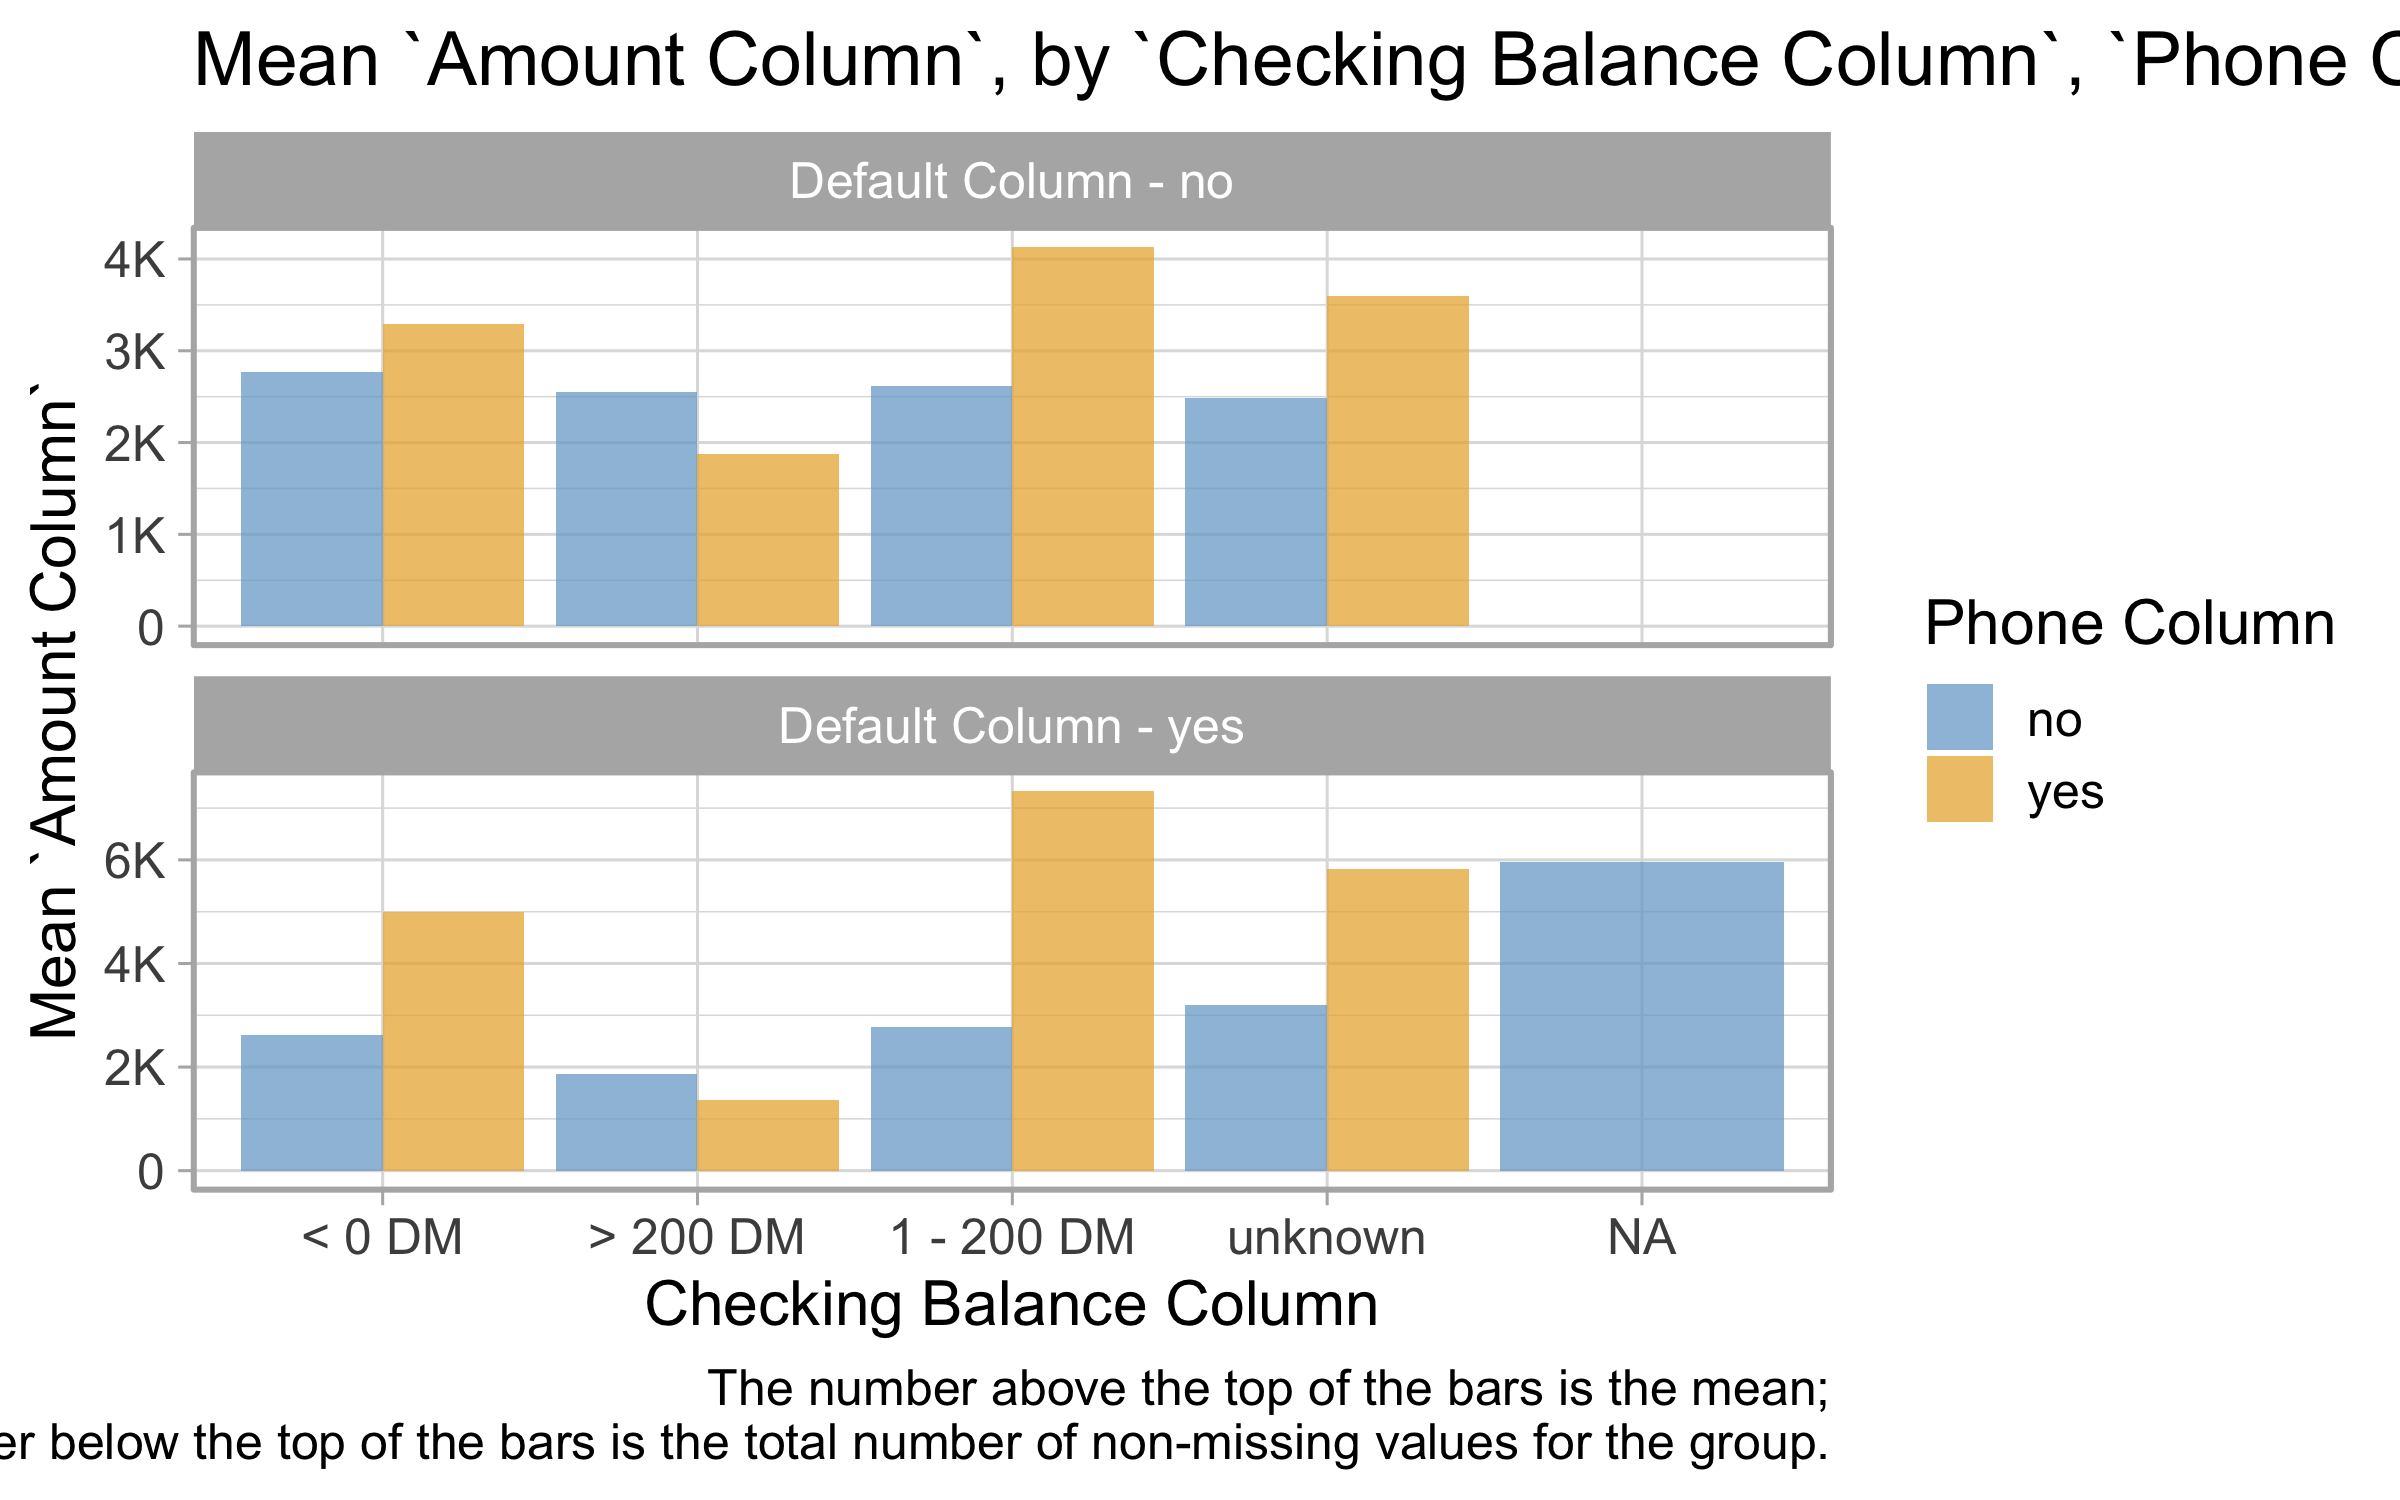 Mean `Amount Column`, by `Checking Balance Column`, `Phone
Default Column - no
4K
3K
2K
1K
0
Default Column - yes
6K
4K
2K
0
Mean `Amount Column`
< 0 DM > 200 DM 1 - 200 DM unknown NA
Checking Balance Column
Phone Column
no
yes
The number above the top of the bars is the mean;
below the top of the bars is the total number of non-missing values for the group.